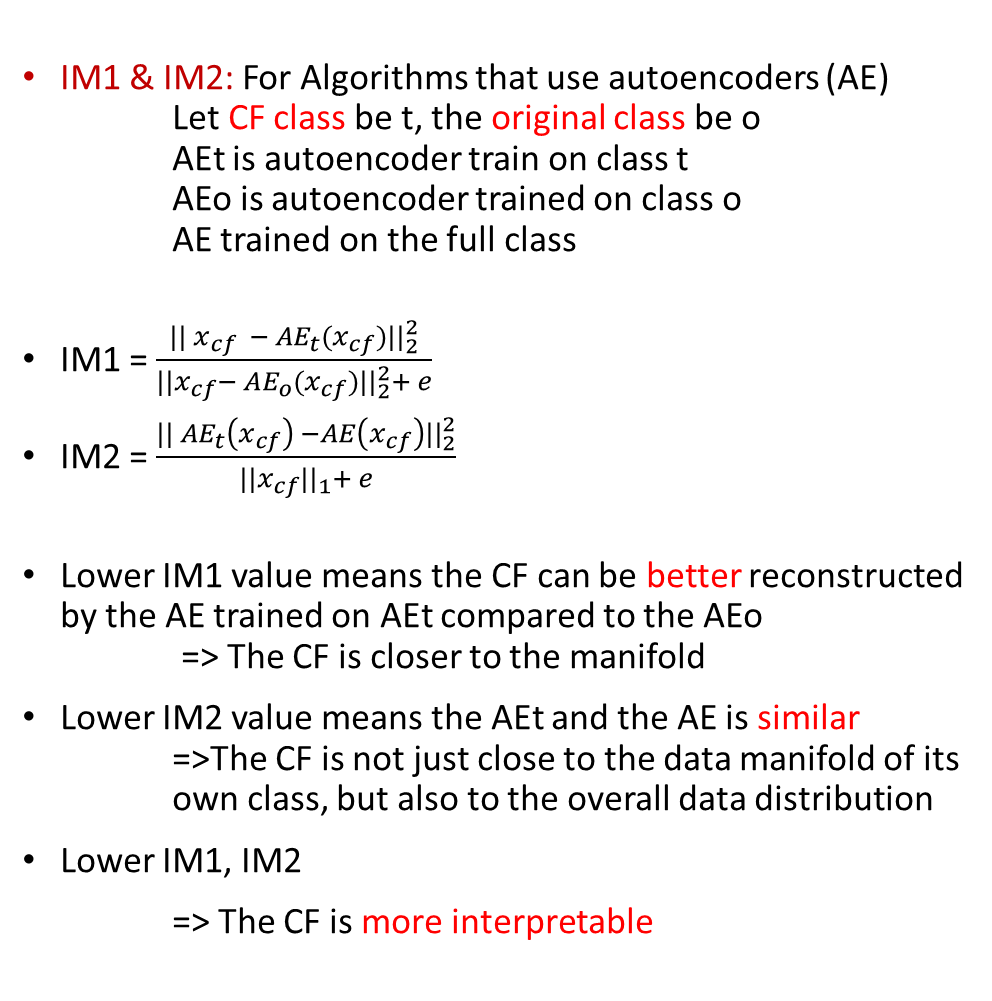 • IM1 & IM2: For Algorithms that use autoencoders (AE)
Let CF class be t, the original class be o
AEt is autoencoder train on class t
AEo is autoencoder trained on class o
AE trained on the full class
• IM1 = || x_cf − AE_t(x_cf)||_2^2 / ||x_cf − AE_o(x_cf)||_2^2 + e
• IM2 = || AE_t(x_cf) − AE(x_cf)||_2^2 / ||x_cf||_1 + e
• Lower IM1 value means the CF can be better reconstructed
by the AE trained on AEt compared to the AEo
=> The CF is closer to the manifold
• Lower IM2 value means the AEt and the AE is similar
=>The CF is not just close to the data manifold of its
own class, but also to the overall data distribution
• Lower IM1, IM2
=> The CF is more interpretable